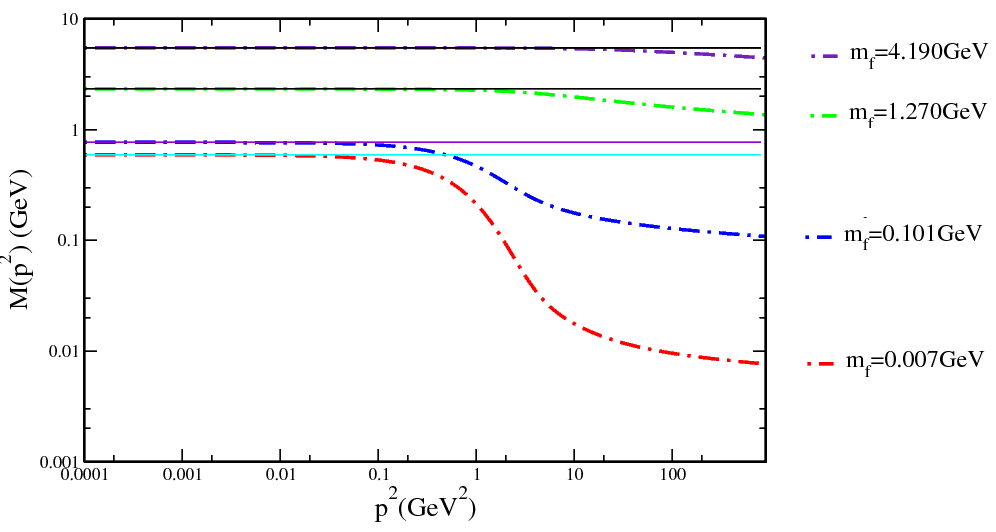 10
1
0.1
0.01
0.001
M(p²) (GeV)
0.0001 0.001 0.01 0.1 1 10 100
p²(GeV²)
m_f=4.190GeV
m_f=1.270GeV
m_f=0.101GeV
m_f=0.007GeV